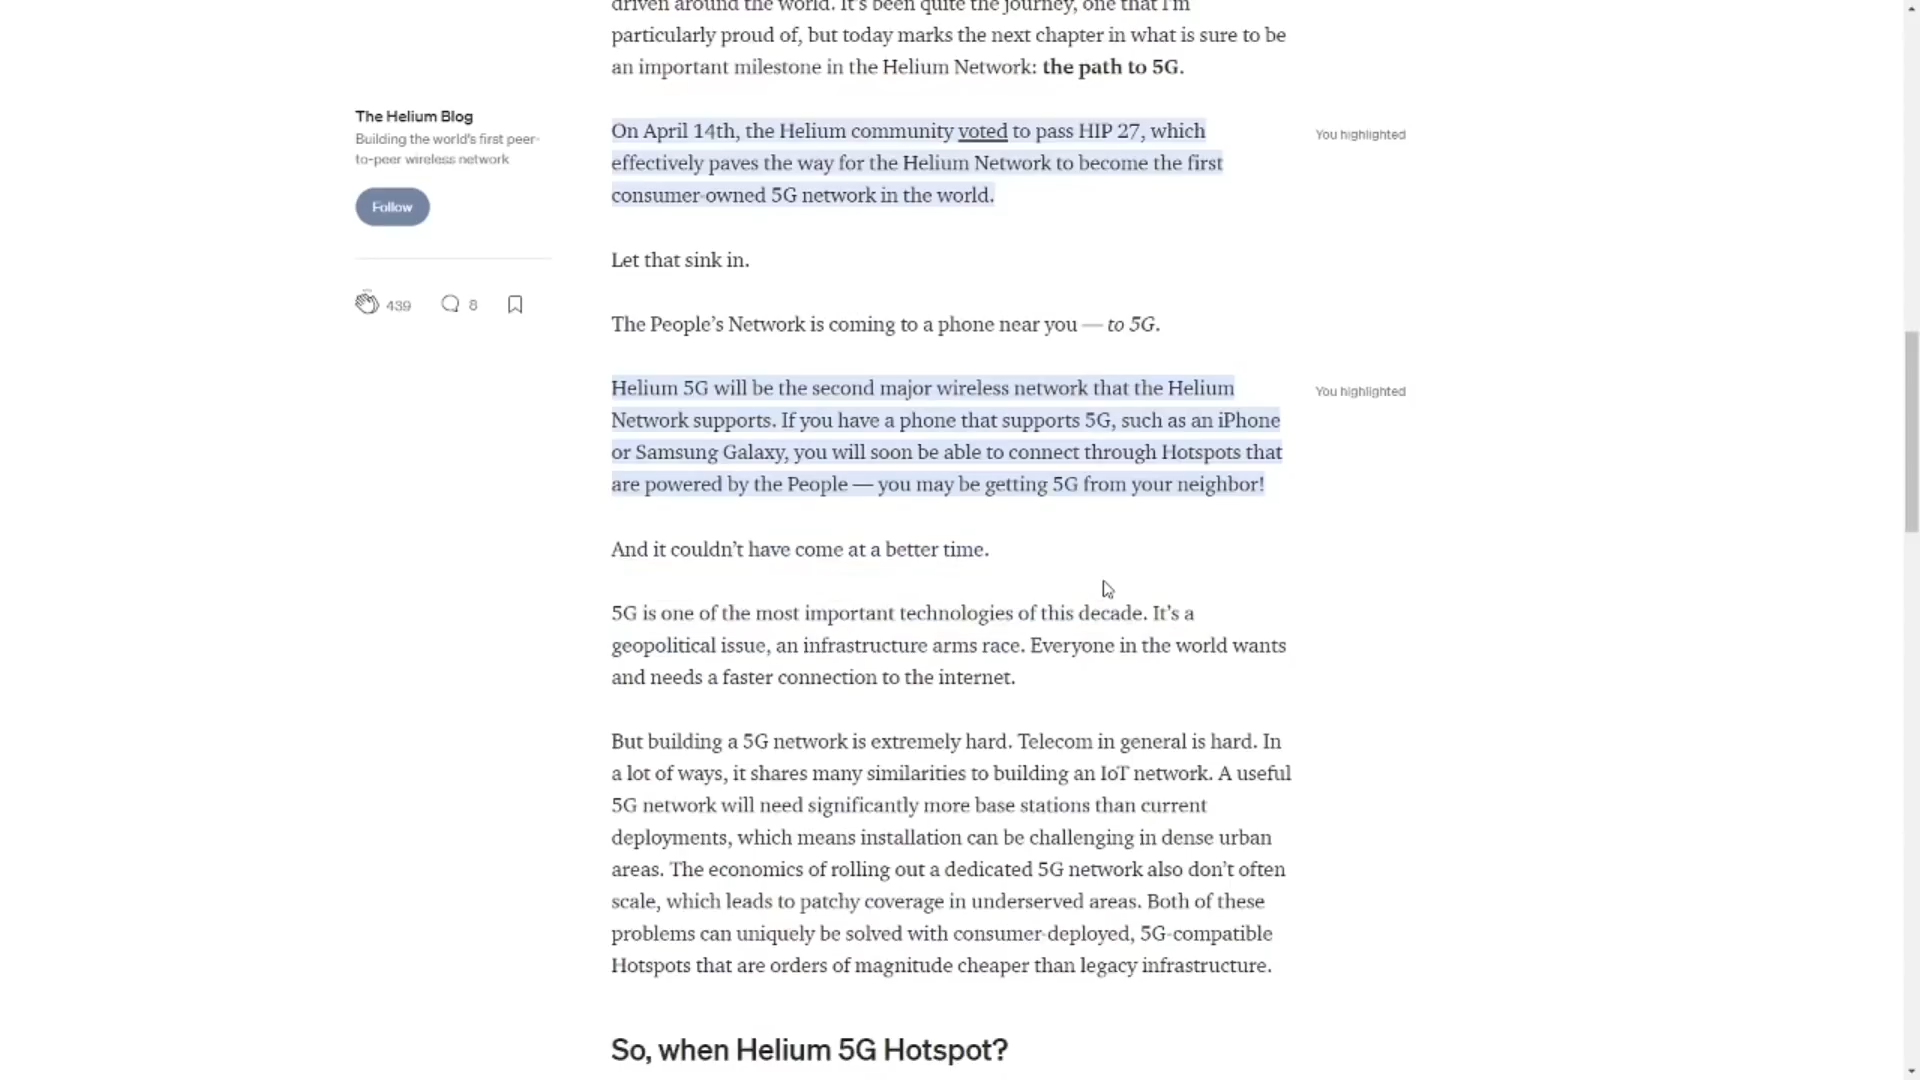 driven around the world. It's been quite the journey, one that I'm
particularly proud of, but today marks the next chapter in what is sure to be
an important milestone in the Helium Network: the path to 5G.
The Helium Blog
Building the world's first peer-
to-peer wireless network
Follow
439
8
On April 14th, the Helium community voted to pass HIP 27, which
effectively paves the way for the Helium Network to become the first
consumer-owned 5G network in the world.
You highlighted
Let that sink in.
The People's Network is coming to a phone near you — to 5G.
Helium 5G will be the second major wireless network that the Helium
Network supports. If you have a phone that supports 5G, such as an iPhone
or Samsung Galaxy, you will soon be able to connect through Hotspots that
are powered by the People — you may be getting 5G from your neighbor!
You highlighted
And it couldn't have come at a better time.
5G is one of the most important technologies of this decade. It's a
geopolitical issue, an infrastructure arms race. Everyone in the world wants
and needs a faster connection to the internet.
But building a 5G network is extremely hard. Telecom in general is hard. In
a lot of ways, it shares many similarities to building an IoT network. A useful
5G network will need significantly more base stations than current
deployments, which means installation can be challenging in dense urban
areas. The economics of rolling out a dedicated 5G network also don't often
scale, which leads to patchy coverage in underserved areas. Both of these
problems can uniquely be solved with consumer-deployed, 5G-compatible
Hotspots that are orders of magnitude cheaper than legacy infrastructure.
So, when Helium 5G Hotspot?